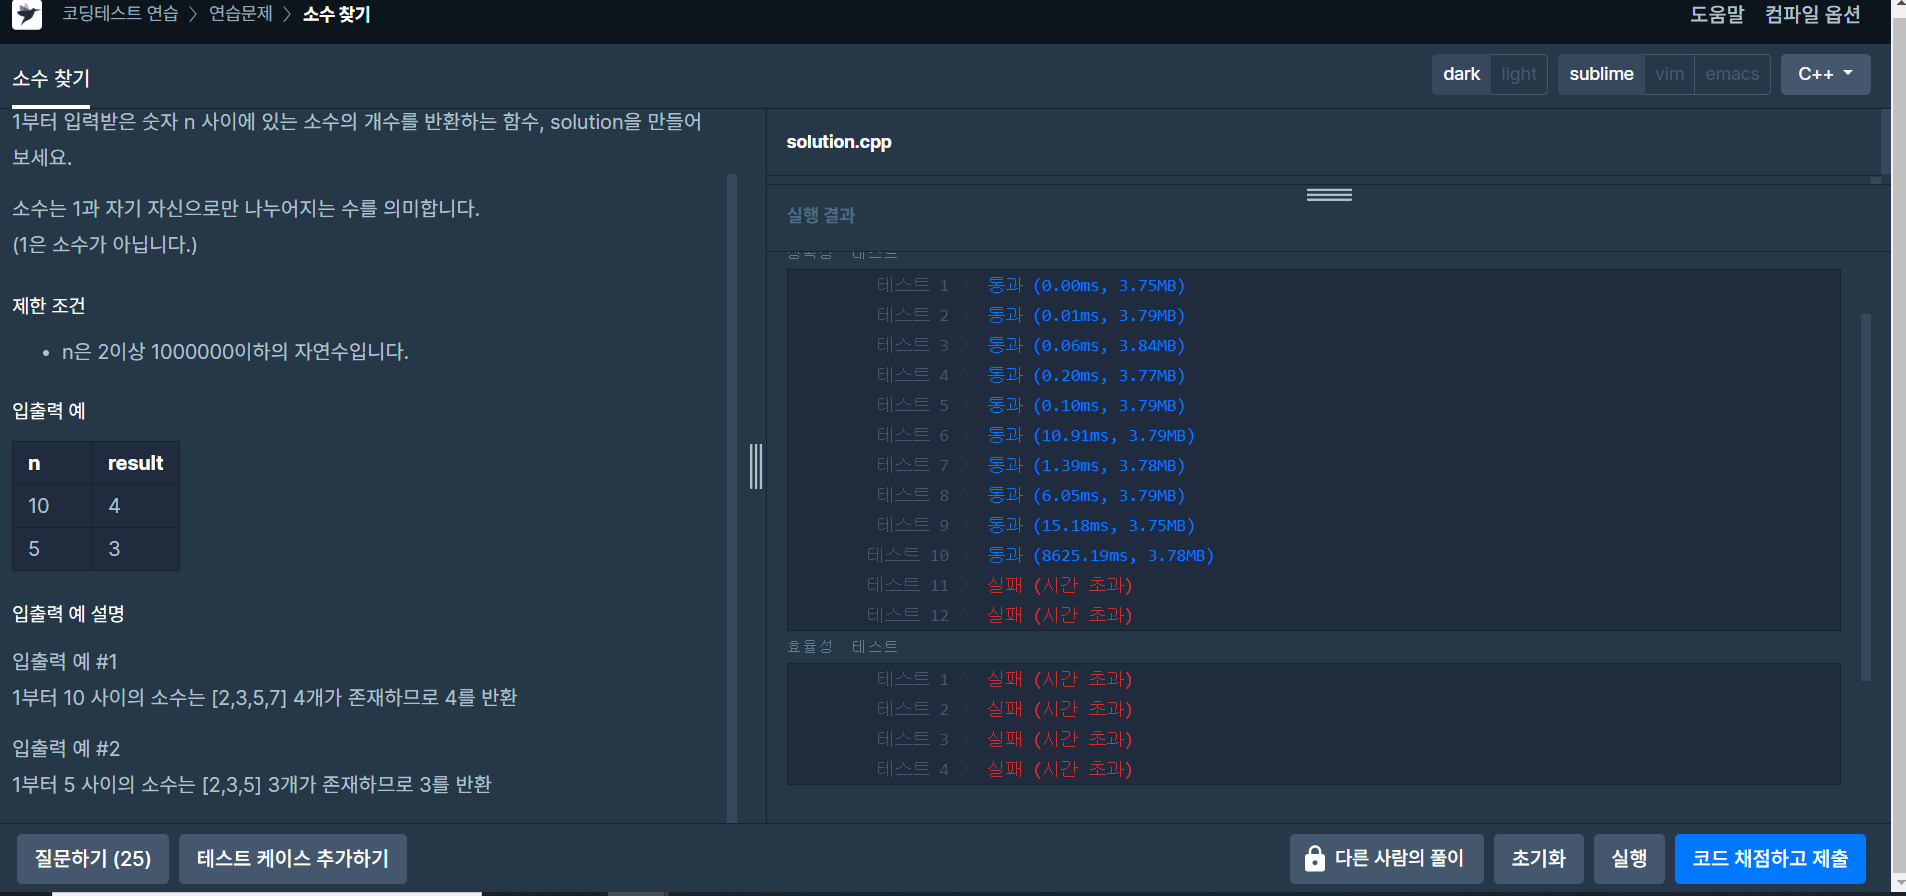 코딩테스트 연습 > 연습문제 > 소수 찾기
도움말 컴파일 옵션
소수 찾기
dark light sublime vim emacs C++
1부터 입력받은 숫자 n 사이에 있는 소수의 개수를 반환하는 함수, solution을 만들어
보세요.
소수는 1과 자기 자신으로만 나누어지는 수를 의미합니다.
(1은 소수가 아닙니다.)
제한 조건
• n은 2이상 1000000이하의 자연수입니다.
입출력 예
n result
10 4
5 3
입출력 예 설명
입출력 예 #1
1부터 10 사이의 소수는 [2,3,5,7] 4개가 존재하므로 4를 반환
입출력 예 #2
1부터 5 사이의 소수는 [2,3,5] 3개가 존재하므로 3를 반환
solution.cpp
실행 결과
정확성 테스트
테스트 1 > 통과 (0.00ms, 3.75MB)
테스트 2 > 통과 (0.01ms, 3.79MB)
테스트 3 > 통과 (0.06ms, 3.84MB)
테스트 4 > 통과 (0.20ms, 3.77MB)
테스트 5 > 통과 (0.10ms, 3.79MB)
테스트 6 > 통과 (10.91ms, 3.79MB)
테스트 7 > 통과 (1.39ms, 3.78MB)
테스트 8 > 통과 (6.05ms, 3.79MB)
테스트 9 > 통과 (15.18ms, 3.75MB)
테스트 10 > 통과 (8625.19ms, 3.78MB)
테스트 11 > 실패 (시간 초과)
테스트 12 > 실패 (시간 초과)
효율성 테스트
테스트 1 > 실패 (시간 초과)
테스트 2 > 실패 (시간 초과)
테스트 3 > 실패 (시간 초과)
테스트 4 > 실패 (시간 초과)
질문하기 (25) 테스트 케이스 추가하기 다른 사람의 풀이 초기화 실행 코드 채점하고 제출